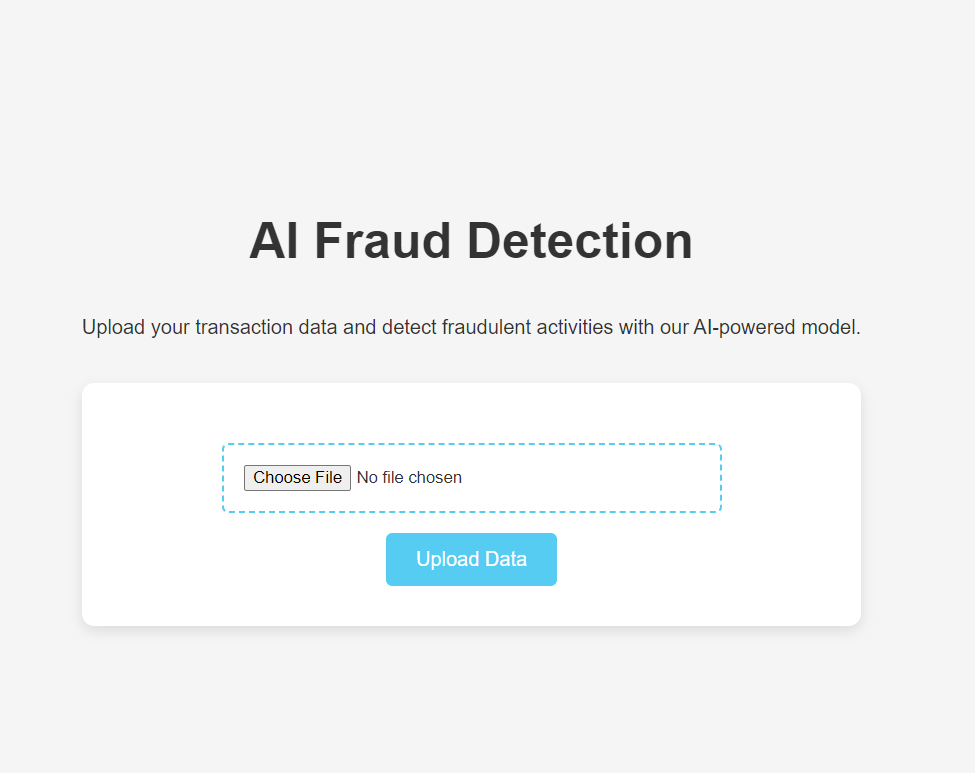 AI Fraud Detection
Upload your transaction data and detect fraudulent activities with our AI-powered model.
Choose File No file chosen
Upload Data